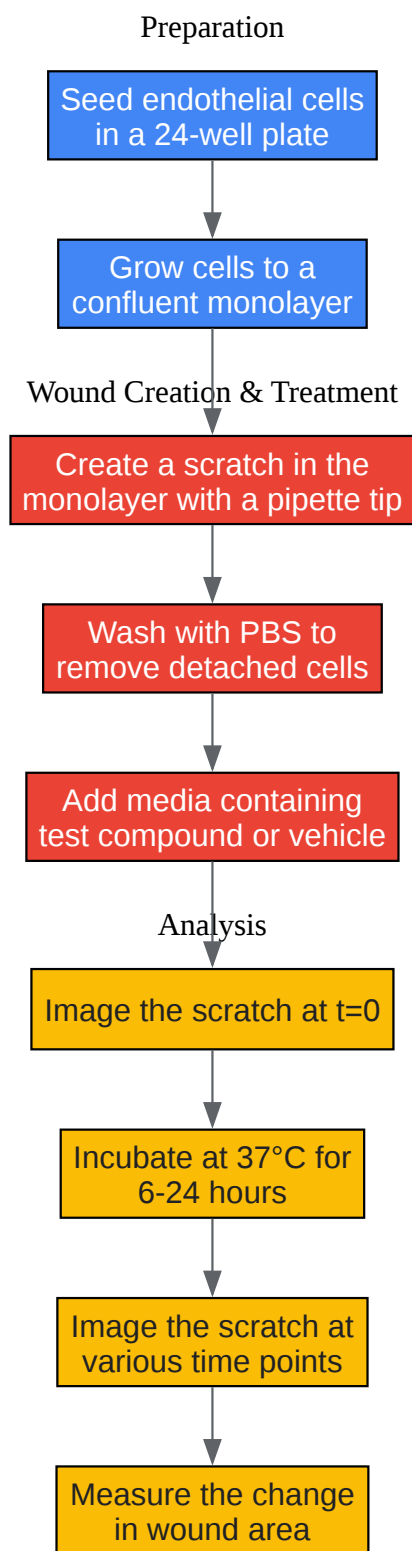 Preparation
Seed endothelial cells
in a 24-well plate
Grow cells to a
confluent monolayer
Wound Creation & Treatment
Create a scratch in the
monolayer with a pipette tip
Wash with PBS to
remove detached cells
Add media containing
test compound or vehicle
Analysis
Image the scratch at t=0
Incubate at 37°C for
6-24 hours
Image the scratch at
various time points
Measure the change
in wound area